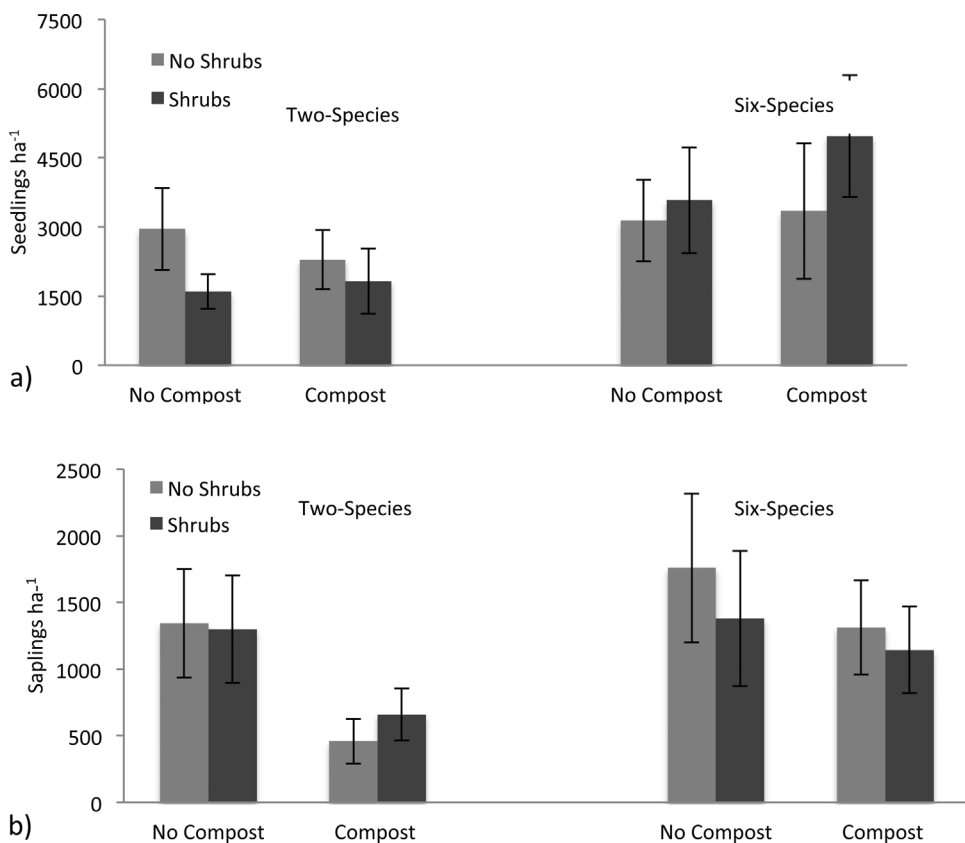 7500
No Shrubs
6000
Shrubs
Two-Species
Six-Species
4500
3000
1500
0
Seedlings ha-1
a)
No Compost
Compost
No Compost
Compost
2500
No Shrubs
Two-Species
Six-Species
Shrubs
2000
1500
1000
500
0
Saplings ha-1
b)
No Compost
Compost
No Compost
Compost